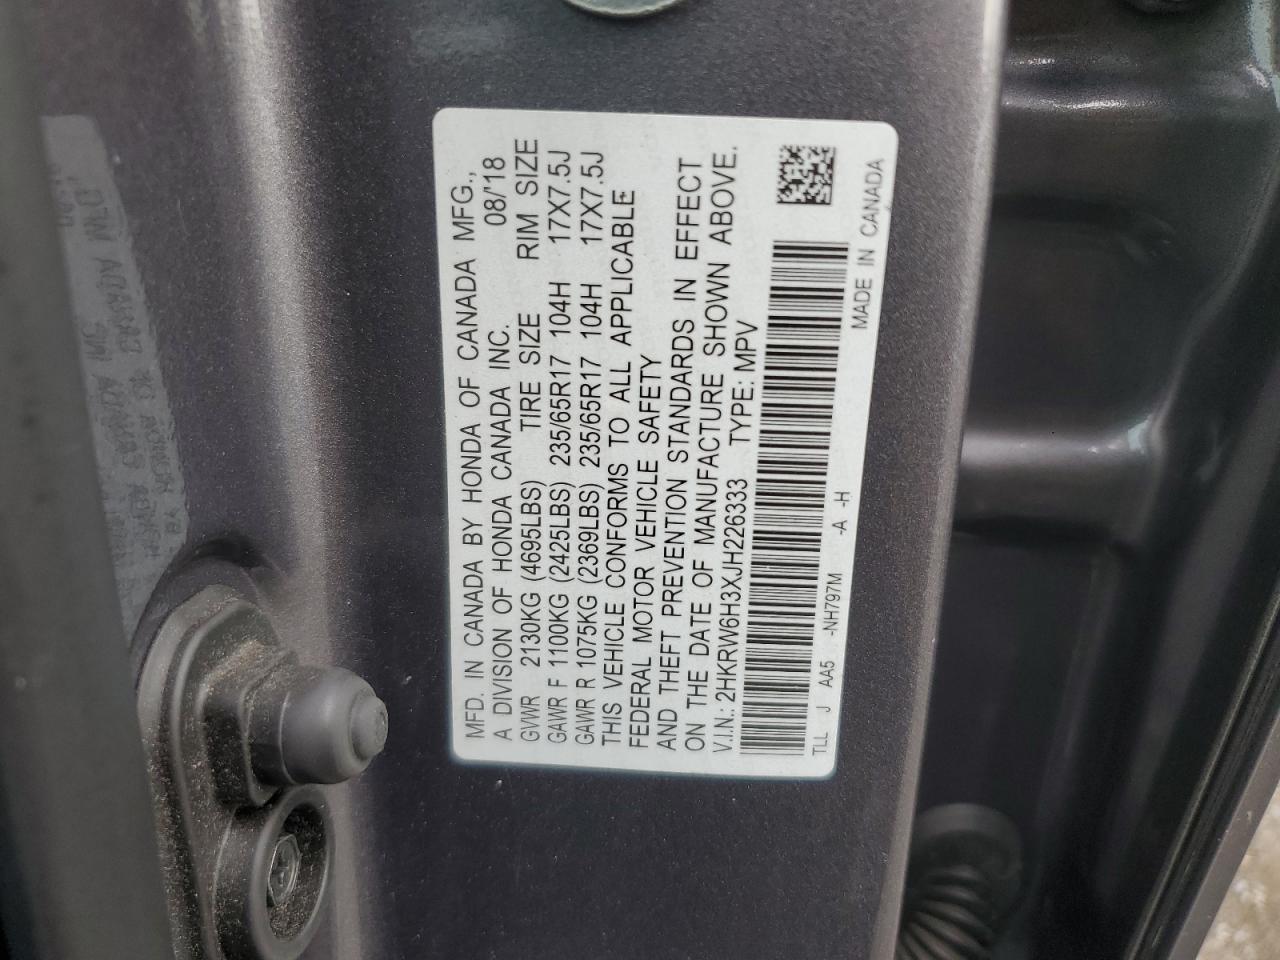 MFD. IN CANADA BY HONDA OF CANADA MFG.,
A DIVISION OF HONDA CANADA INC. 08/'18
GVWR 2130KG (4695LBS) TIRE SIZE RIM SIZE
GAWR F 1100KG (2425LBS) 235/65R17 104H 17X7.5J
GAWR R 1075KG (2369LBS) 235/65R17 104H 17X7.5J
THIS VEHICLE CONFORMS TO ALL APPLICABLE
FEDERAL MOTOR VEHICLE SAFETY
AND THEFT PREVENTION STANDARDS IN EFFECT
ON THE DATE OF MANUFACTURE SHOWN ABOVE.
V.I.N.: 2HKRW6H3XJH226333 TYPE: MPV
TLL J AA5 -NH797M -A -H
MADE IN CANADA